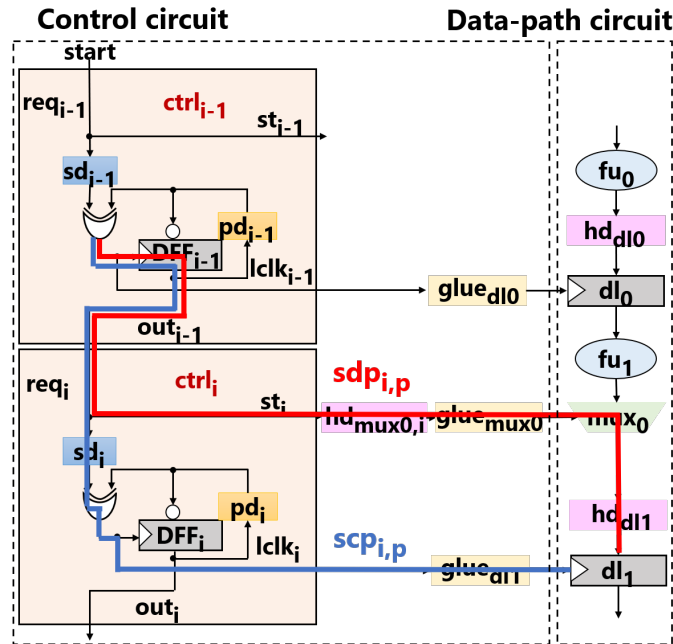 Control circuit
Data-path circuit
start
req_{i-1}
ctrl_{i-1}
st_{i-1}
sd_{i-1}
fu_0
pd_{i-1}
hd_{dl0}
DFF_{i-1}
lclk_{i-1}
glue_{dl0}
dl_0
out_{i-1}
fu_1
req_i
ctrl_i
sdp_{i,p}
st_i
hd_{mux0,i}
glue_{mux0}
mux_0
sd_i
pd_i
hd_{dl1}
DFF_i
lclk_i
scp_{i,p}
glue_{dl1}
dl_1
out_i